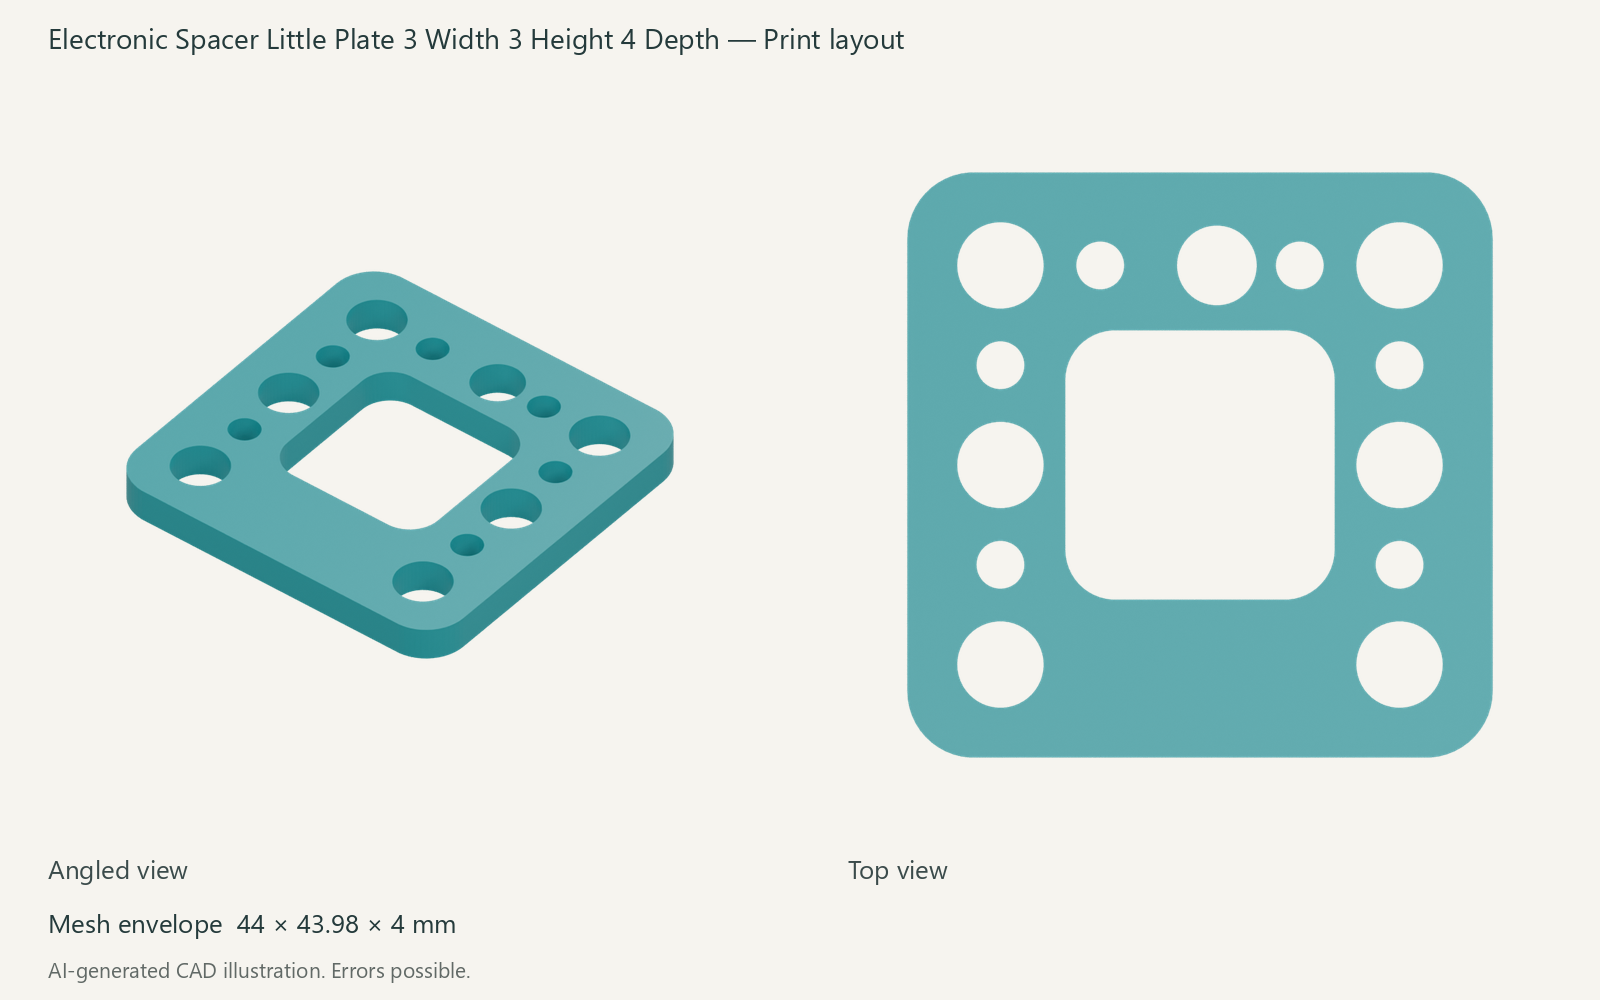 Electronic Spacer Little Plate 3 Width 3 Height 4 Depth — Print layout
Angled view
Top view
Mesh envelope  44 × 43.98 × 4 mm
AI-generated CAD illustration. Errors possible.